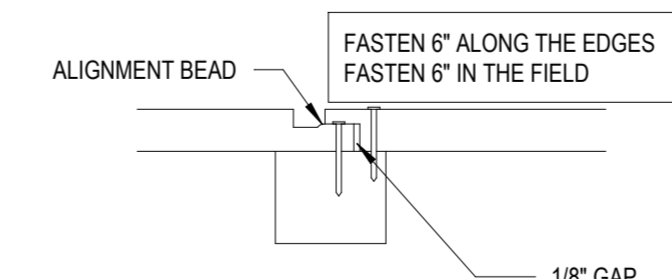 FASTEN 6" ALONG THE EDGES
FASTEN 6" IN THE FIELD
ALIGNMENT BEAD
1/8" GAP